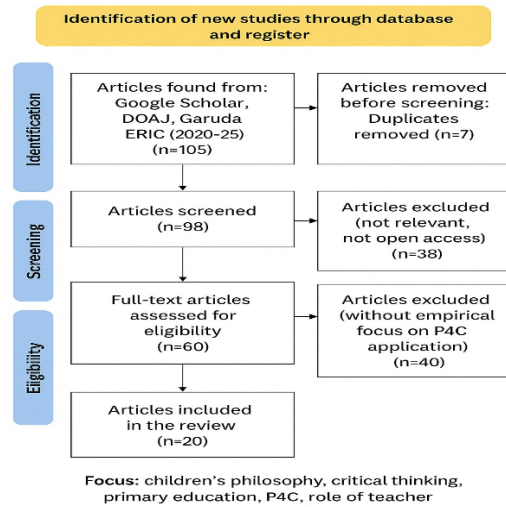 Identification of new studies through database
and register
Identification
Articles found from:
Google Scholar,
DOAJ, Garuda
ERIC (2020-25)
(n=105)
Articles removed
before screening:
Duplicates
removed (n=7)
Screening
Articles screened
(n=98)
Articles excluded
(not relevant,
not open access)
(n=38)
Eligibility
Full-text articles
assessed for
eligibility
(n=60)
Articles excluded
(without empirical
focus on P4C
application)
(n=40)
Articles included
in the review
(n=20)
Focus: children's philosophy, critical thinking,
primary education, P4C, role of teacher